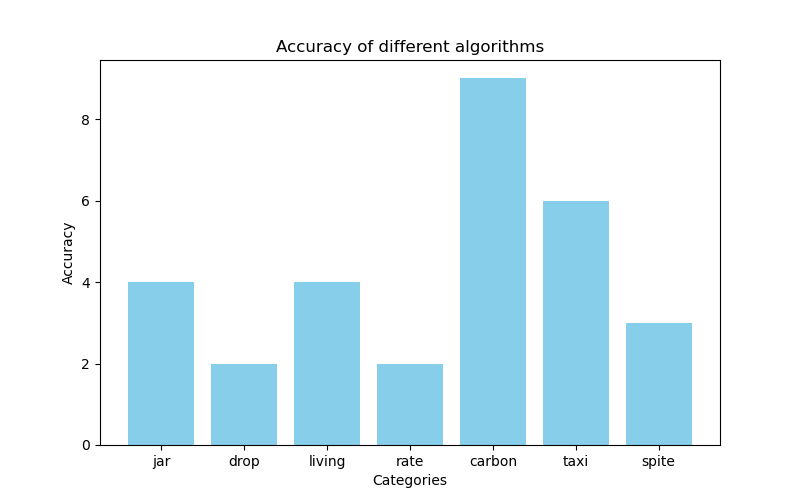 Accuracy of different algorithms
Accuracy
8
6
4
2
0
jar drop living rate carbon taxi spite
Categories